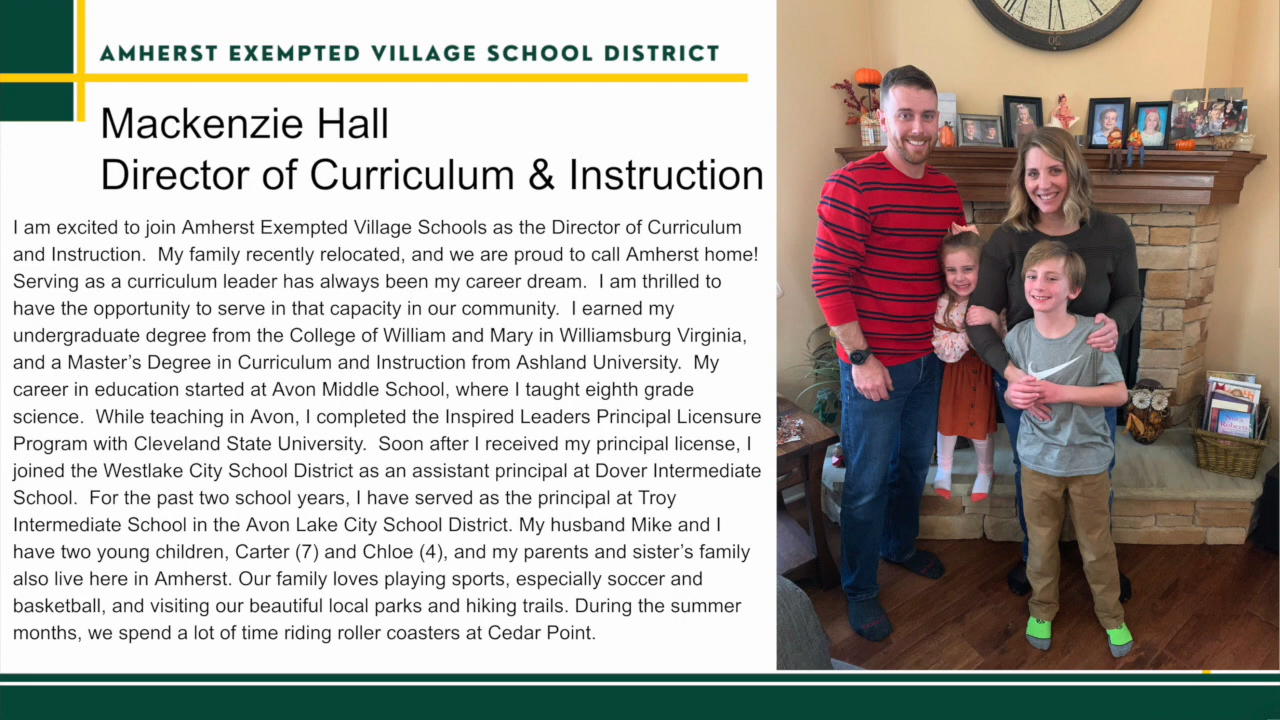 AMHERST EXEMPTED VILLAGE SCHOOL DISTRICT
Mackenzie Hall
Director of Curriculum & Instruction
I am excited to join Amherst Exempted Village Schools as the Director of Curriculum
and Instruction.  My family recently relocated, and we are proud to call Amherst home!
Serving as a curriculum leader has always been my career dream.  I am thrilled to
have the opportunity to serve in that capacity in our community.  I earned my
undergraduate degree from the College of William and Mary in Williamsburg Virginia,
and a Master’s Degree in Curriculum and Instruction from Ashland University.  My
career in education started at Avon Middle School, where I taught eighth grade
science.  While teaching in Avon, I completed the Inspired Leaders Principal Licensure
Program with Cleveland State University.  Soon after I received my principal license, I
joined the Westlake City School District as an assistant principal at Dover Intermediate
School.  For the past two school years, I have served as the principal at Troy
Intermediate School in the Avon Lake City School District. My husband Mike and I
have two young children, Carter (7) and Chloe (4), and my parents and sister’s family
also live here in Amherst. Our family loves playing sports, especially soccer and
basketball, and visiting our beautiful local parks and hiking trails. During the summer
months, we spend a lot of time riding roller coasters at Cedar Point.